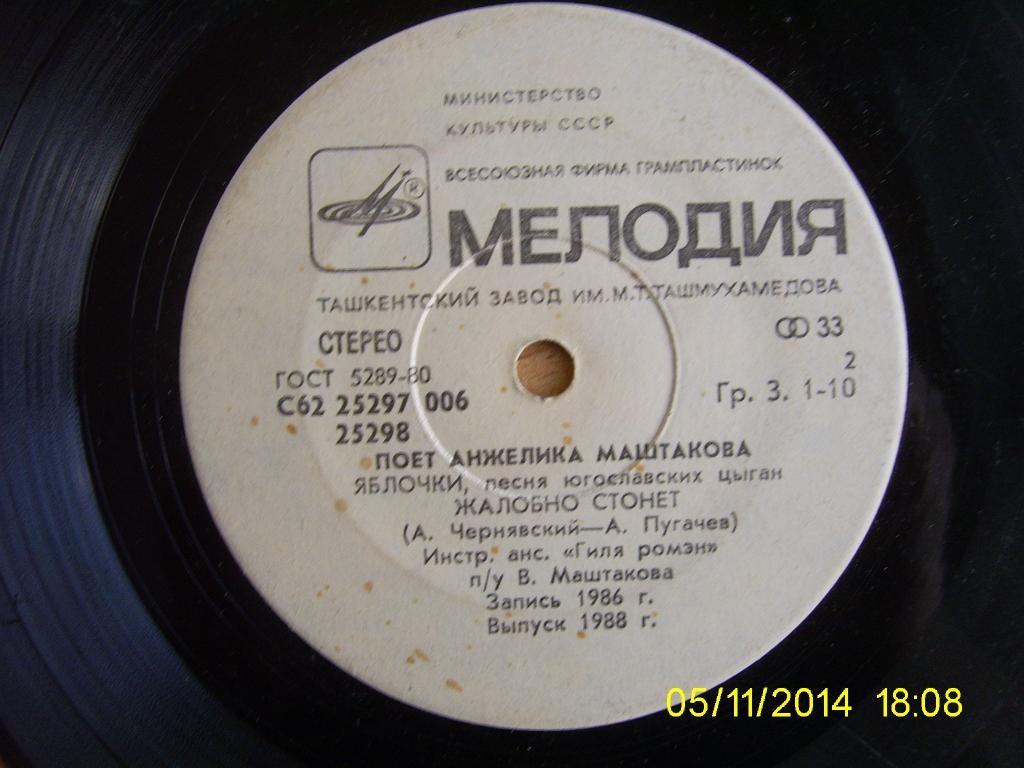 МИНИСТЕРСТВО
КУЛЬТУРЫ СССР
ВСЕСОЮЗНАЯ ФИРМА ГРАМПЛАСТИНОК
®
МЕЛОДИЯ
ТАШКЕНТСКИЙ ЗАВОД ИМ. М.Т.ТАШМУХАМЕДОВА
СТЕРЕО
33
ГОСТ 5289-80
2
С62 25297 006
Гр. 3. 1-10
25298
ПОЕТ АНЖЕЛИКА МАШТАКОВА
ЯБЛОЧКИ, песня югославских цыган
ЖАЛОБНО СТОНЕТ
(А. Чернявский—А. Пугачев)
Инстр. анс. «Гиля ромэн»
п/у В. Маштакова
Запись 1986 г.
Выпуск 1988 г.
05/11/2014 18:08